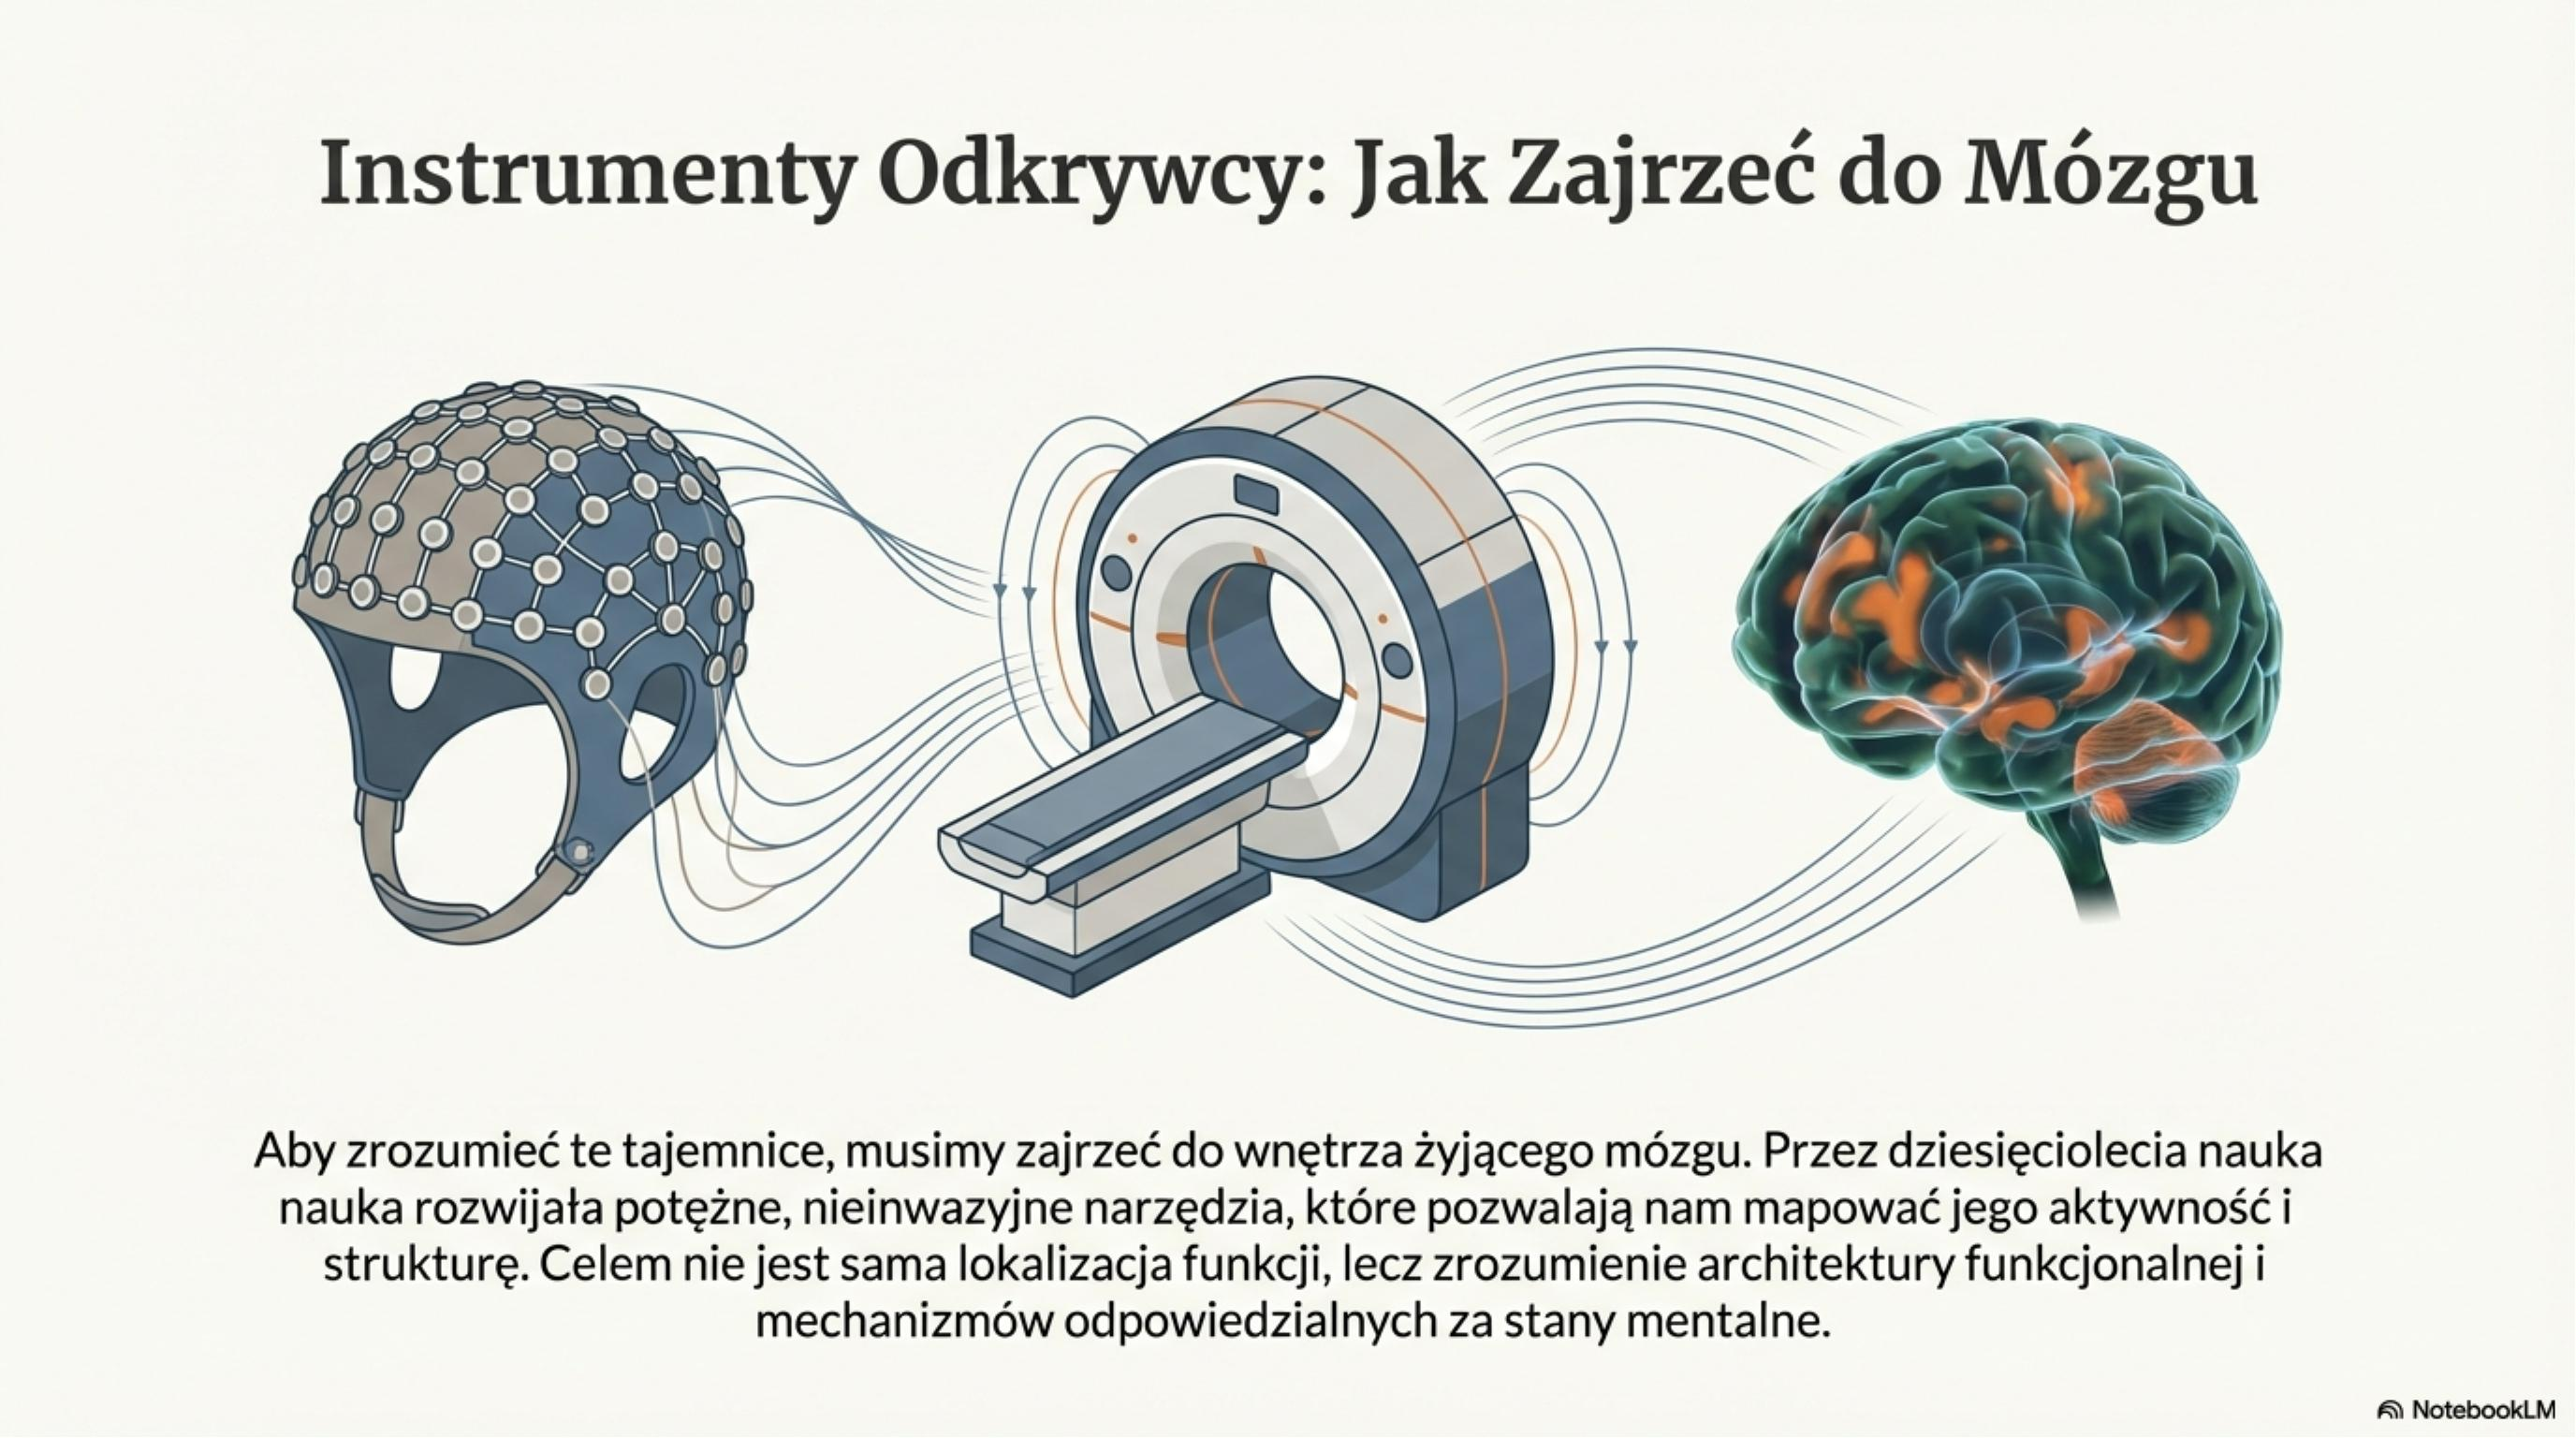 Instrumenty Odkrywcy: Jak Zajrzeć do Mózgu
Aby zrozumieć te tajemnice, musimy zajrzeć do wnętrza żyjącego mózgu. Przez dziesięciolecia nauka
nauka rozwijała potężne, nieinwazyjne narzędzia, które pozwalają nam mapować jego aktywność i
strukturę. Celem nie jest sama lokalizacja funkcji, lecz zrozumienie architektury funkcjonalnej i
mechanizmów odpowiedzialnych za stany mentalne.
NotebookLM